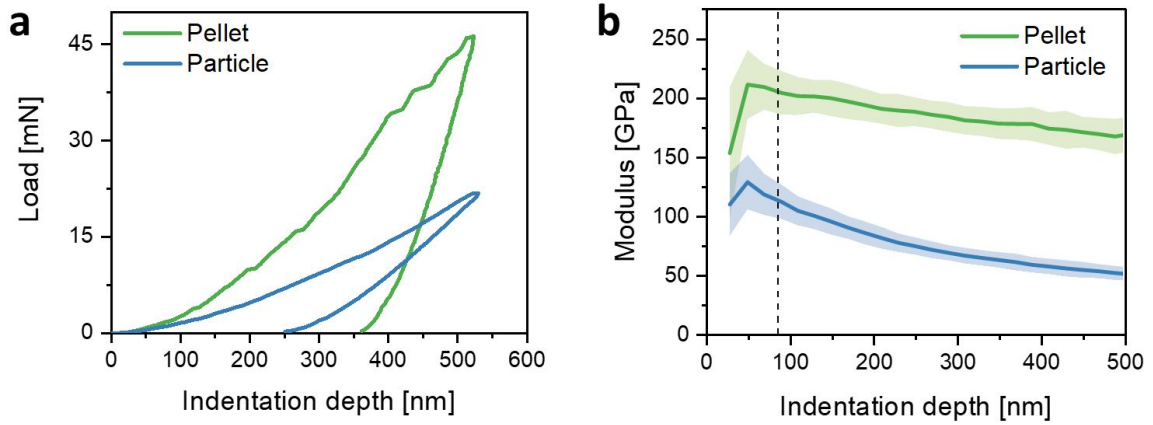 a
Pellet
Particle
Load [mN]
45
30
15
0
0 100 200 300 400 500 600
Indentation depth [nm]
b
Pellet
Particle
Modulus [GPa]
250
200
150
100
50
0
0 100 200 300 400 500
Indentation depth [nm]